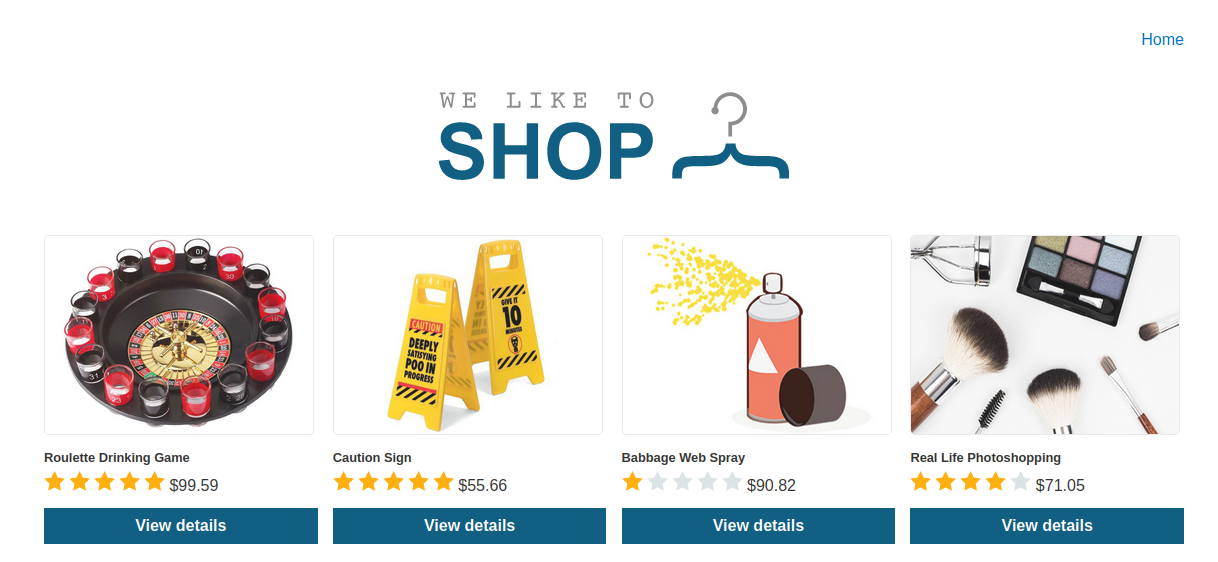 Home
WE LIKE TO
SHOP
CAUTION
DEEPLY
SATISFYING
POO IN
PROGRESS
GIVE IT
10
MINUTES
Roulette Drinking Game
$99.59
View details
Caution Sign
$55.66
View details
Babbage Web Spray
$90.82
View details
Real Life Photoshopping
$71.05
View details